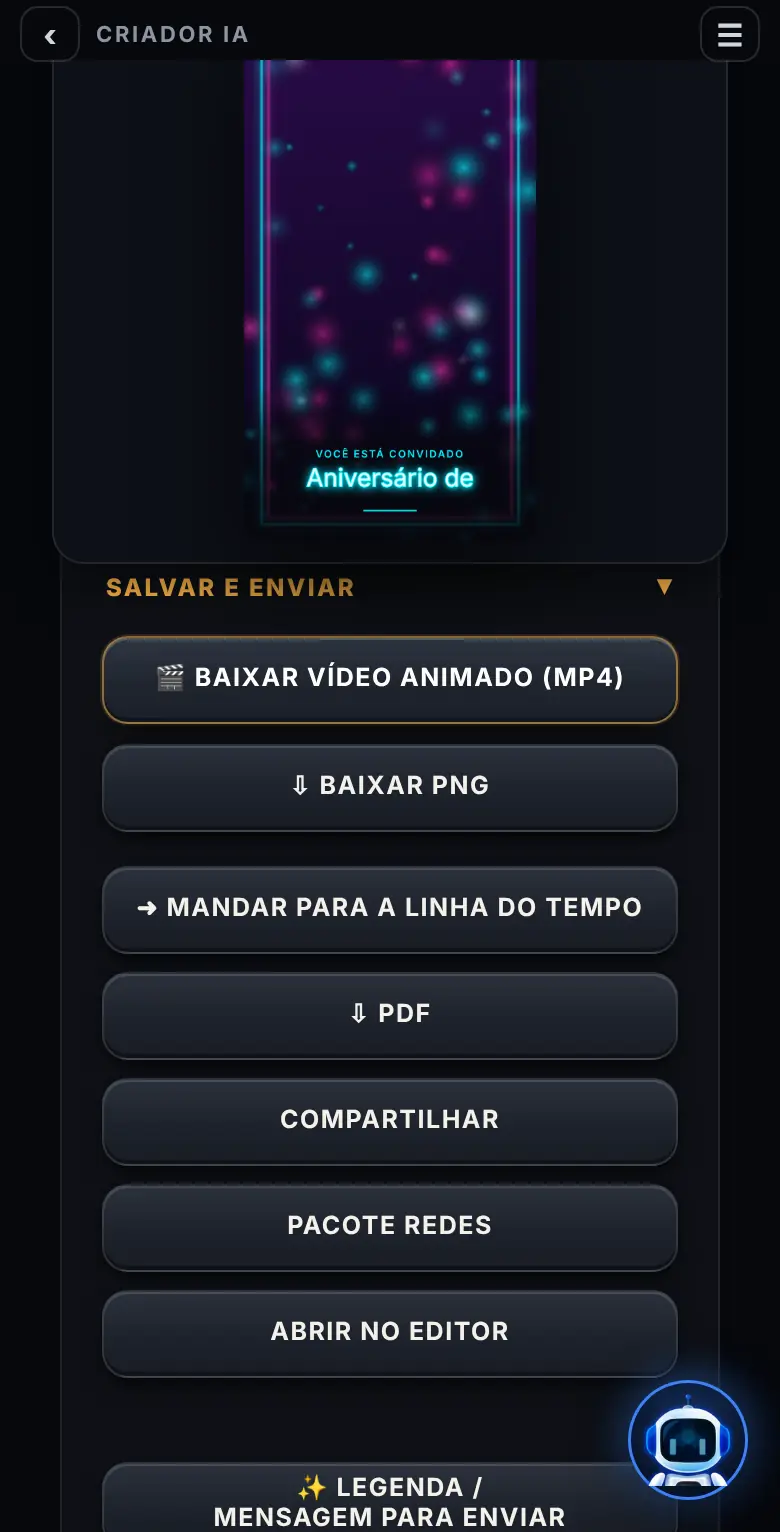 ‹ CRIADOR IA ☰
VOCÊ ESTÁ CONVIDADO
Aniversário de
SALVAR E ENVIAR ▼
🎬 BAIXAR VÍDEO ANIMADO (MP4)
⇩ BAIXAR PNG
➜ MANDAR PARA A LINHA DO TEMPO
⇩ PDF
COMPARTILHAR
PACOTE REDES
ABRIR NO EDITOR
✨ LEGENDA /
MENSAGEM PARA ENVIAR